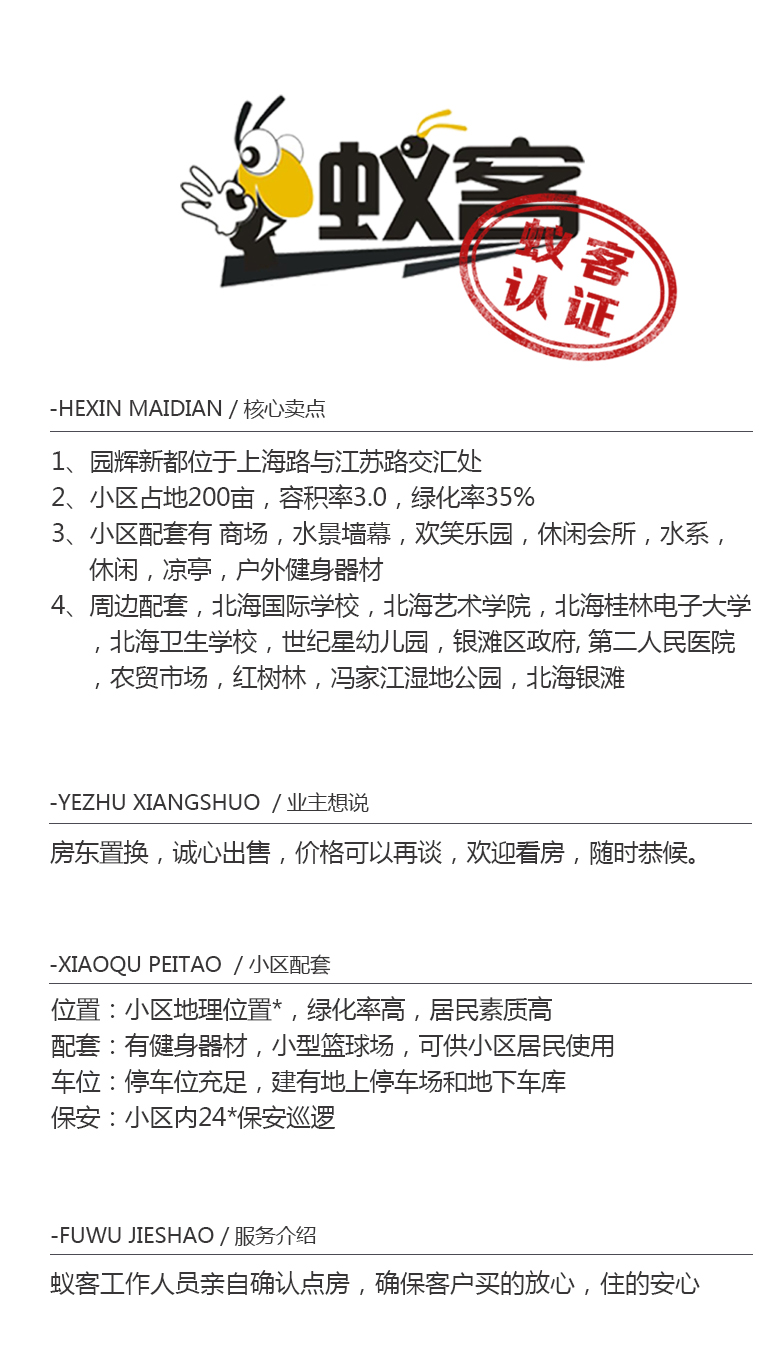 蚁客
蚁客
认证
-HEXIN MAIDIAN / 核心卖点
1、园辉新都位于上海路与江苏路交汇处
2、小区占地200亩，容积率3.0，绿化率35%
3、小区配套有 商场，水景墙幕，欢笑乐园，休闲会所，水系，
休闲，凉亭，户外健身器材
4、周边配套，北海国际学校，北海艺术学院，北海桂林电子大学
，北海卫生学校，世纪星幼儿园，银滩区政府, 第二人民医院
，农贸市场，红树林，冯家江湿地公园，北海银滩
-YEZHU XIANGSHUO / 业主想说
房东置换，诚心出售，价格可以再谈，欢迎看房，随时恭候。
-XIAOQU PEITAO / 小区配套
位置：小区地理位置*，绿化率高，居民素质高
配套：有健身器材，小型篮球场，可供小区居民使用
车位：停车位充足，建有地上停车场和地下车库
保安：小区内24*保安巡逻
-FUWU JIESHAO / 服务介绍
蚁客工作人员亲自确认点房，确保客户买的放心，住的安心